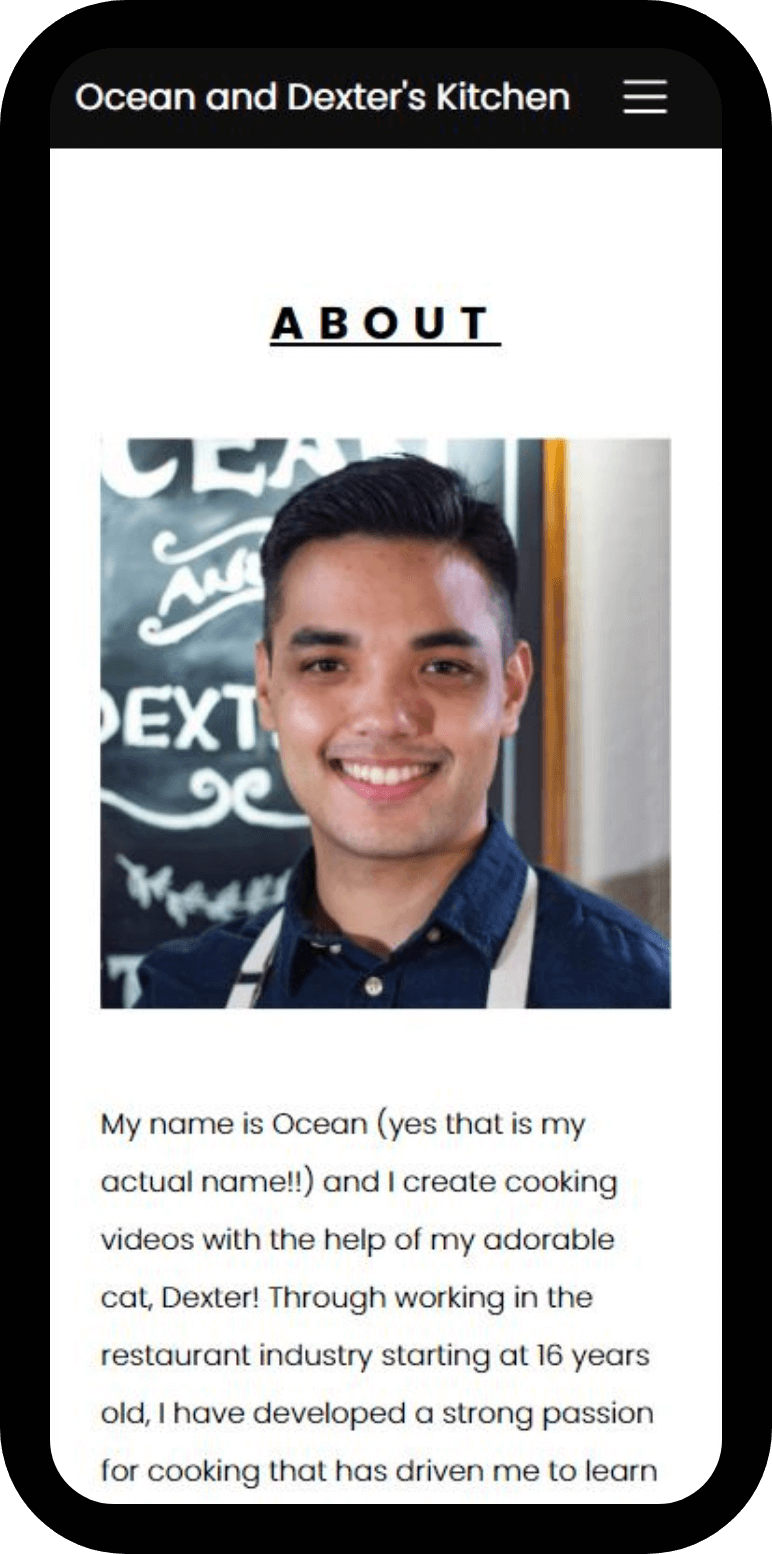 Ocean and Dexter's Kitchen
ABOUT
AND
My name is Ocean (yes that is my
actual name!!) and I create cooking
videos with the help of my adorable
cat, Dexter! Through working in the
restaurant industry starting at 16 years
old, I have developed a strong passion
for cooking that has driven me to learn